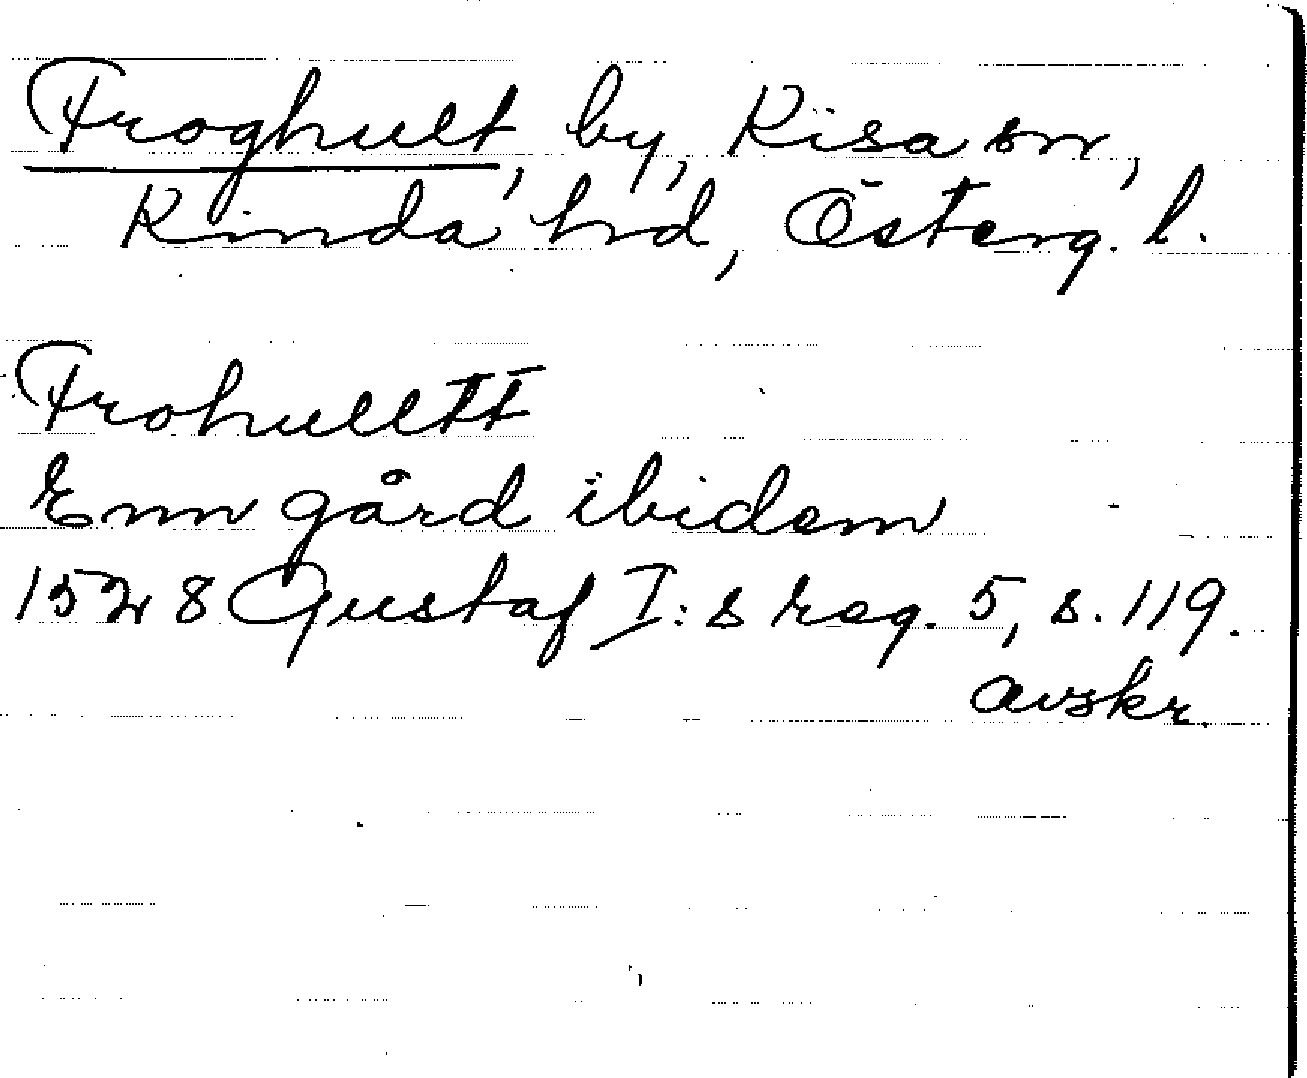 Froghult, by, Kisa sn,
Kinda hd, Österg. l.
Frohulltt
Enn gård ibidem
1528 Gustaf I:s reg. 5, s. 119.
avskr.